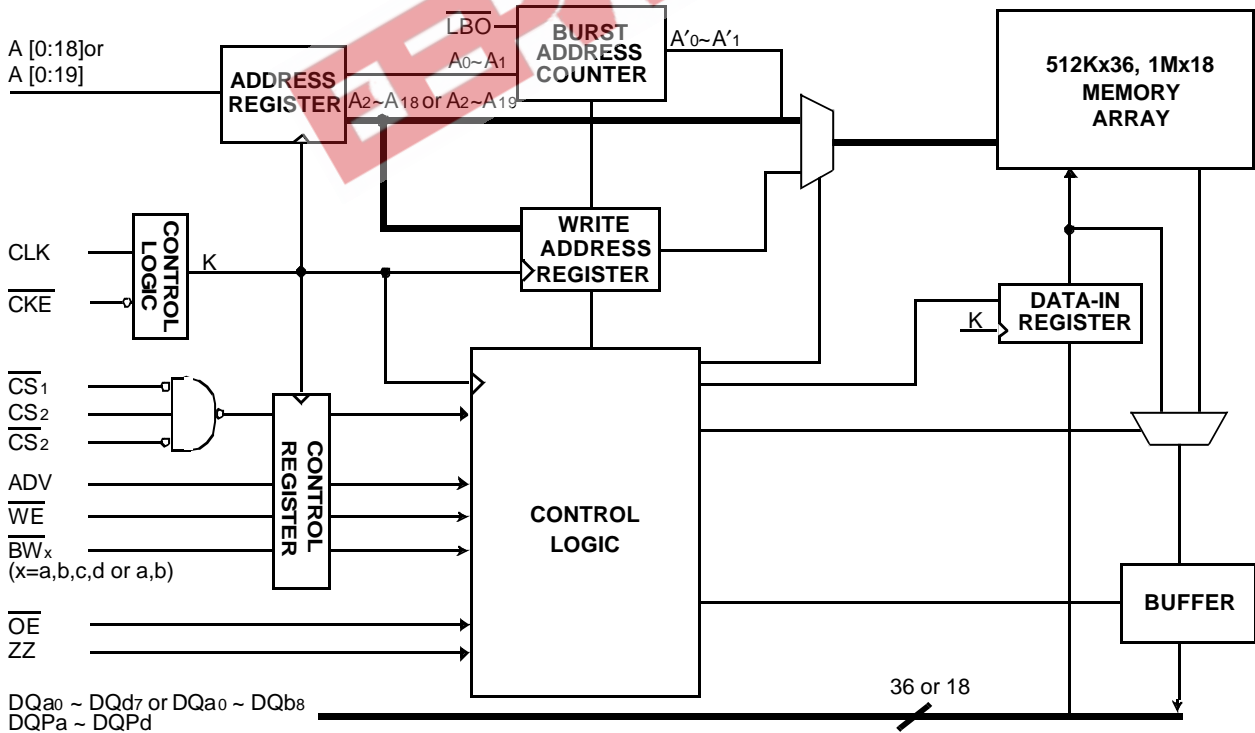 A [0:18]or
A [0:19]
ADDRESS
REGISTER
LBO
A0~A1
A2~A18 or A2~A19
BURST
ADDRESS
COUNTER
A′0~A′1
512Kx36, 1Mx18
MEMORY
ARRAY
WRITE
ADDRESS
REGISTER
CLK
CKE
CONTROL
LOGIC
K
DATA-IN
REGISTER
K
CS1
CS2
CS2
ADV
WE
BWx
(x=a,b,c,d or a,b)
OE
ZZ
CONTROL
REGISTER
CONTROL
LOGIC
BUFFER
36 or 18
DQa0 ~ DQd7 or DQa0 ~ DQb8
DQPa ~ DQPd